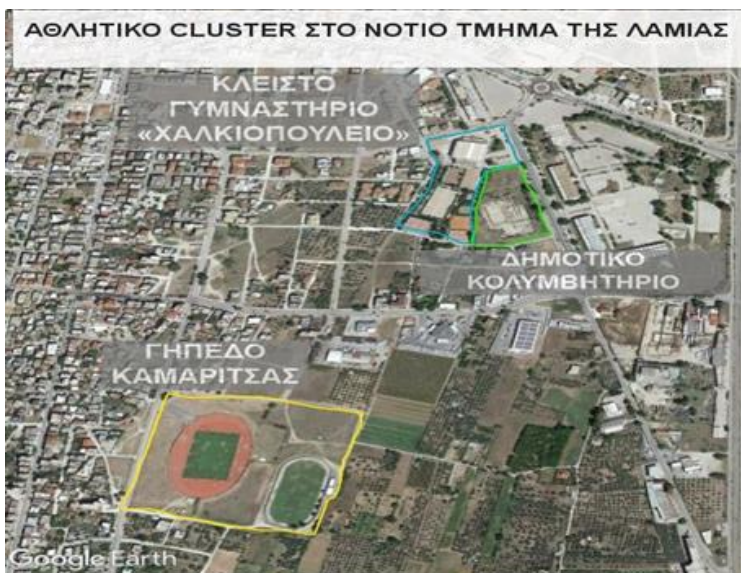 ΑΘΛΗΤΙΚΟ CLUSTER ΣΤΟ ΝΟΤΙΟ ΤΜΗΜΑ ΤΗΣ ΛΑΜΙΑΣ
ΚΛΕΙΣΤΟ
ΓΥΜΝΑΣΤΗΡΙΟ
«ΧΑΛΚΙΟΠΟΥΛΕΙΟ»
ΔΗΜΟΤΙΚΟ
ΚΟΛΥΜΒΗΤΗΡΙΟ
ΓΗΠΕΔΟ
ΚΑΜΑΡΙΤΣΑΣ
Google Earth